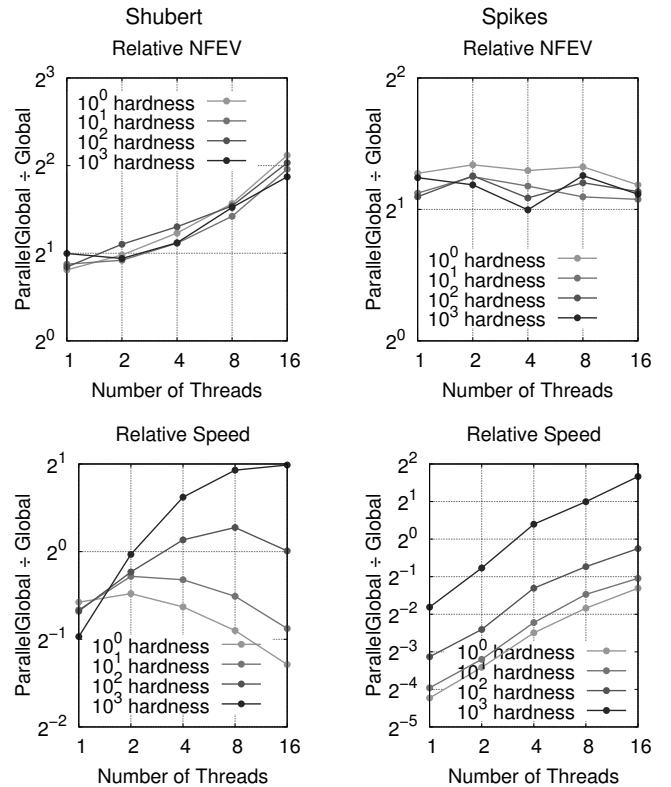 Shubert
Relative NFEV
ParallelGlobal ÷ Global
2^3
2^2
2^1
2^0
10^0 hardness
10^1 hardness
10^2 hardness
10^3 hardness
1 2 4 8 16
Number of Threads
Spikes
Relative NFEV
ParallelGlobal ÷ Global
2^2
2^1
2^0
10^0 hardness
10^1 hardness
10^2 hardness
10^3 hardness
1 2 4 8 16
Number of Threads
Relative Speed
ParallelGlobal ÷ Global
2^1
2^0
2^-1
2^-2
10^0 hardness
10^1 hardness
10^2 hardness
10^3 hardness
1 2 4 8 16
Number of Threads
Relative Speed
ParallelGlobal ÷ Global
2^2
2^1
2^0
2^-1
2^-2
2^-3
2^-4
2^-5
10^0 hardness
10^1 hardness
10^2 hardness
10^3 hardness
1 2 4 8 16
Number of Threads